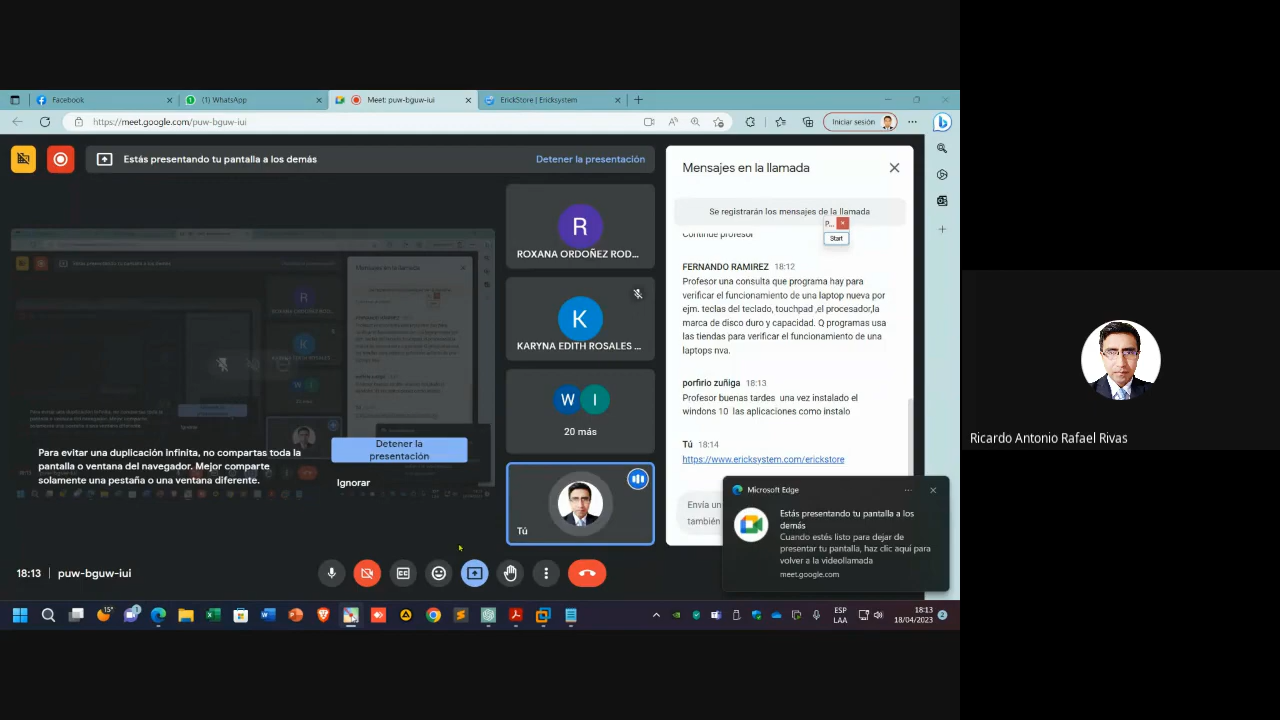 Facebook
(1) WhatsApp
Meet: puw-bguw-iui
ErickStore | Ericksystem
https://meet.google.com/puw-bguw-iui
Iniciar sesión
Estás presentando tu pantalla a los demás
Detener la presentación
Mensajes en la llamada
Se registrarán los mensajes de la llamada
P...
Start
Continue profesor
R
ROXANA ORDOÑEZ ROD...
K
KARYNA EDITH ROSALES ...
W I
20 más
Tú
FERNANDO RAMIREZ 18:12
Profesor una consulta que programa hay para
verificar el funcionamiento de una laptop nueva por
ejm. teclas del teclado, touchpad ,el procesador,la
marca de disco duro y capacidad. Q programas usa
las tiendas para verificar el funcionamiento de una
laptops nva.
porfirio zuñiga 18:13
Profesor buenas tardes una vez instalado el
windons 10 las aplicaciones como instalo
Tú 18:14
https://www.ericksystem.com/erickstore
Envía un
también
Para evitar una duplicación infinita, no compartas toda la
pantalla o ventana del navegador. Mejor comparte
solamente una pestaña o una ventana diferente.
Detener la
presentación
Ignorar
Microsoft Edge
Estás presentando tu pantalla a los
demás
Cuando estés listo para dejar de
presentar tu pantalla, haz clic aquí para
volver a la videollamada
meet.google.com
18:13 puw-bguw-iui
15°
ESP
LAA
18:13
18/04/2023
Ricardo Antonio Rafael Rivas